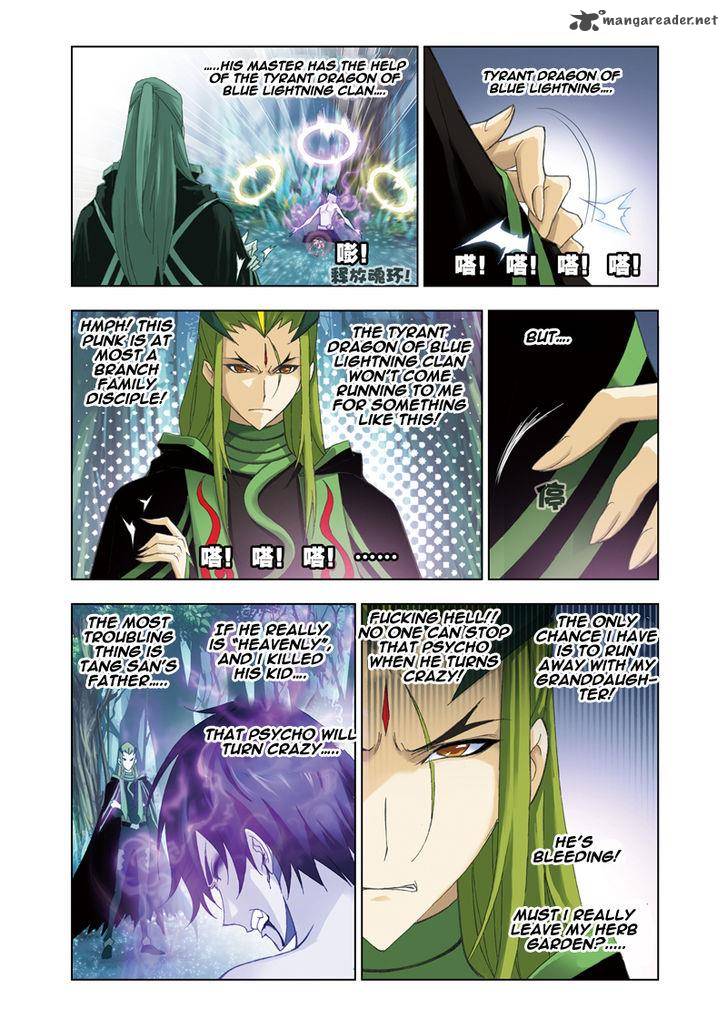 mangareader.net
.....HIS MASTER HAS THE HELP
OF THE TYRANT DRAGON OF
BLUE LIGHTNING CLAN....
嘭！
释放魂环！
TYRANT DRAGON OF
BLUE LIGHTNING....
嗒！ 嗒！ 嗒！ 嗒！
HMPH! THIS
PUNK IS AT
MOST A
BRANCH
FAMILY
DISCIPLE!
THE TYRANT
DRAGON OF BLUE
LIGHTNING CLAN
WON'T COME
RUNNING TO ME
FOR SOMETHING
LIKE THIS!
嗒！ 嗒！ 嗒！ ······
BUT....
停
THE MOST
TROUBLING
THING IS
TANG SAN'S
FATHER.....
IF HE REALLY
IS "HEAVENLY",
AND I KILLED
HIS KID....
THAT PSYCHO WILL
TURN CRAZY.....
FUCKING HELL!!
NO ONE CAN STOP
THAT PSYCHO
WHEN HE TURNS
CRAZY!
THE ONLY
CHANCE I HAVE
IS TO RUN
AWAY WITH MY
GRANDDAUGH-
TER!
HE'S
BLEEDING!
MUST I REALLY
LEAVE MY HERB
GARDEN?.....